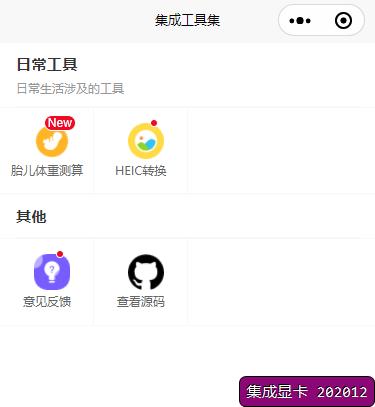 集成工具集
日常工具
日常生活涉及的工具
New
胎儿体重测算
HEIC转换
其他
意见反馈
查看源码
集成显卡 202012